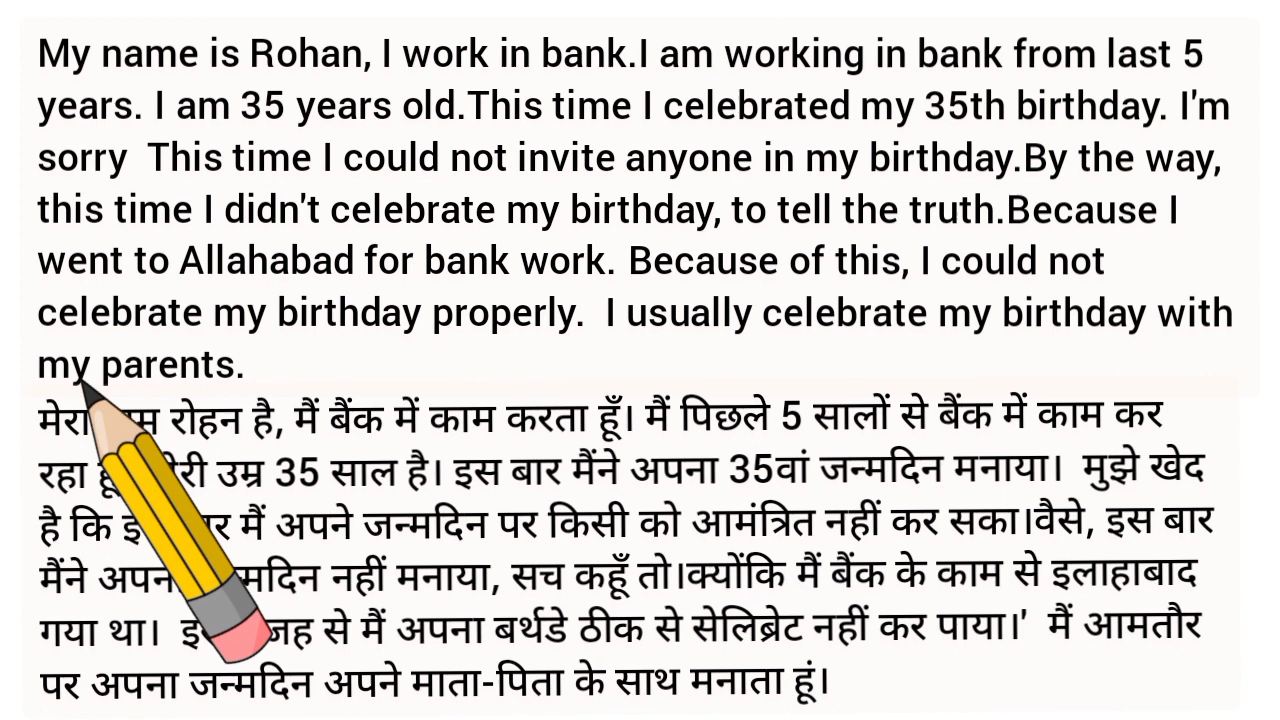 My name is Rohan, I work in bank.I am working in bank from last 5
years. I am 35 years old.This time I celebrated my 35th birthday. I'm
sorry  This time I could not invite anyone in my birthday.By the way,
this time I didn't celebrate my birthday, to tell the truth.Because I
went to Allahabad for bank work. Because of this, I could not
celebrate my birthday properly.  I usually celebrate my birthday with
my parents.
मेरा रोहन है, मैं बैंक में काम करता हूँ। मैं पिछले 5 सालों से बैंक में काम कर
रहा उम्र 35 साल है। इस बार मैंने अपना 35वां जन्मदिन मनाया।  मुझे खेद
है कि मैं अपने जन्मदिन पर किसी को आमंत्रित नहीं कर सका।वैसे, इस बार
मैंने नहीं मनाया, सच कहूँ तो।क्योंकि मैं बैंक के काम से इलाहाबाद
गया था। से मैं अपना बर्थडे ठीक से सेलिब्रेट नहीं कर पाया।'  मैं आमतौर
पर अपना जन्मदिन अपने माता-पिता के साथ मनाता हूं।